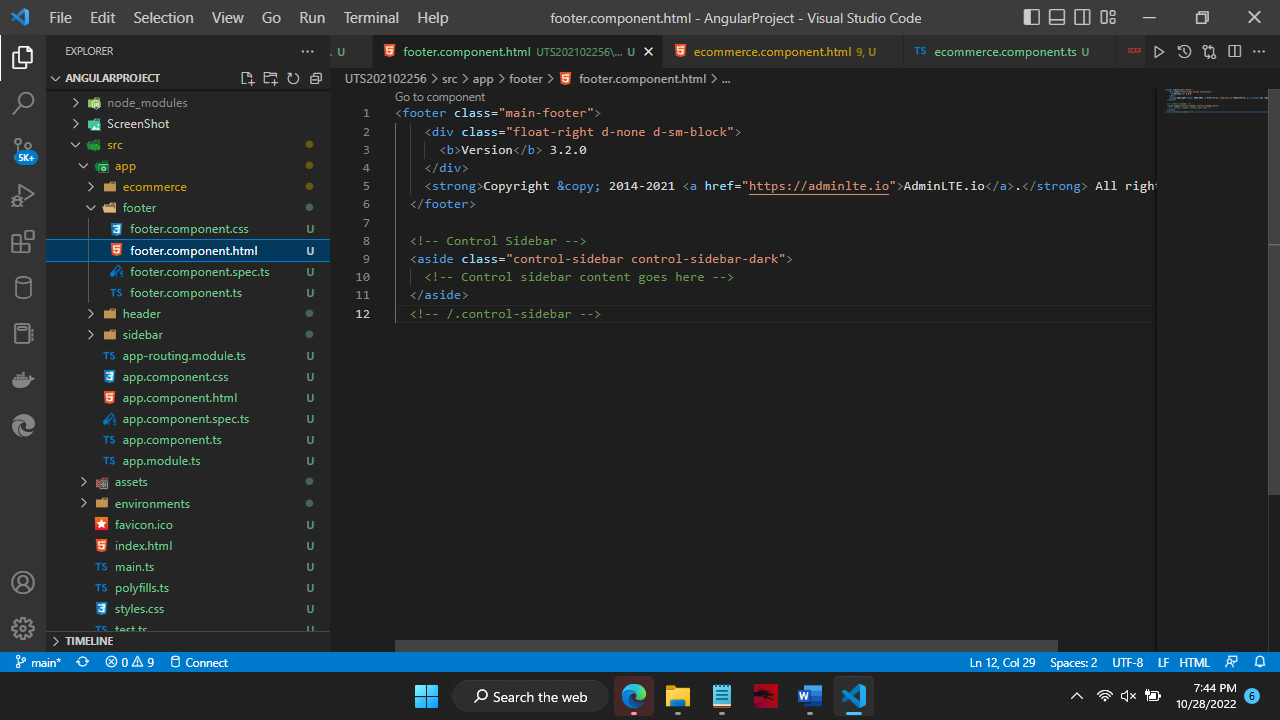 File Edit Selection View Go Run Terminal Help footer.component.html - AngularProject - Visual Studio Code
EXPLORER
ANGULARPROJECT
node_modules
ScreenShot
src
app
ecommerce
footer
footer.component.css U
footer.component.html U
footer.component.spec.ts U
footer.component.ts U
header
sidebar
app-routing.module.ts U
app.component.css U
app.component.html U
app.component.spec.ts U
app.component.ts U
app.module.ts U
assets
environments
favicon.ico U
index.html U
main.ts U
polyfills.ts U
styles.css U
test.ts U
TIMELINE
5K+
. U footer.component.html UTS202102256\... U ecommerce.component.html 9, U TS ecommerce.component.ts U
UTS202102256 > src > app > footer > footer.component.html > ...
Go to component
1 <footer class="main-footer">
2 <div class="float-right d-none d-sm-block">
3 <b>Version</b> 3.2.0
4 </div>
5 <strong>Copyright &copy; 2014-2021 <a href="https://adminlte.io">AdminLTE.io</a>.</strong> All righ
6 </footer>
7
8 <!-- Control Sidebar -->
9 <aside class="control-sidebar control-sidebar-dark">
10 <!-- Control sidebar content goes here -->
11 </aside>
12 <!-- /.control-sidebar -->
main* 0 9 Connect Ln 12, Col 29 Spaces: 2 UTF-8 LF HTML
Search the web
7:44 PM
10/28/2022 6